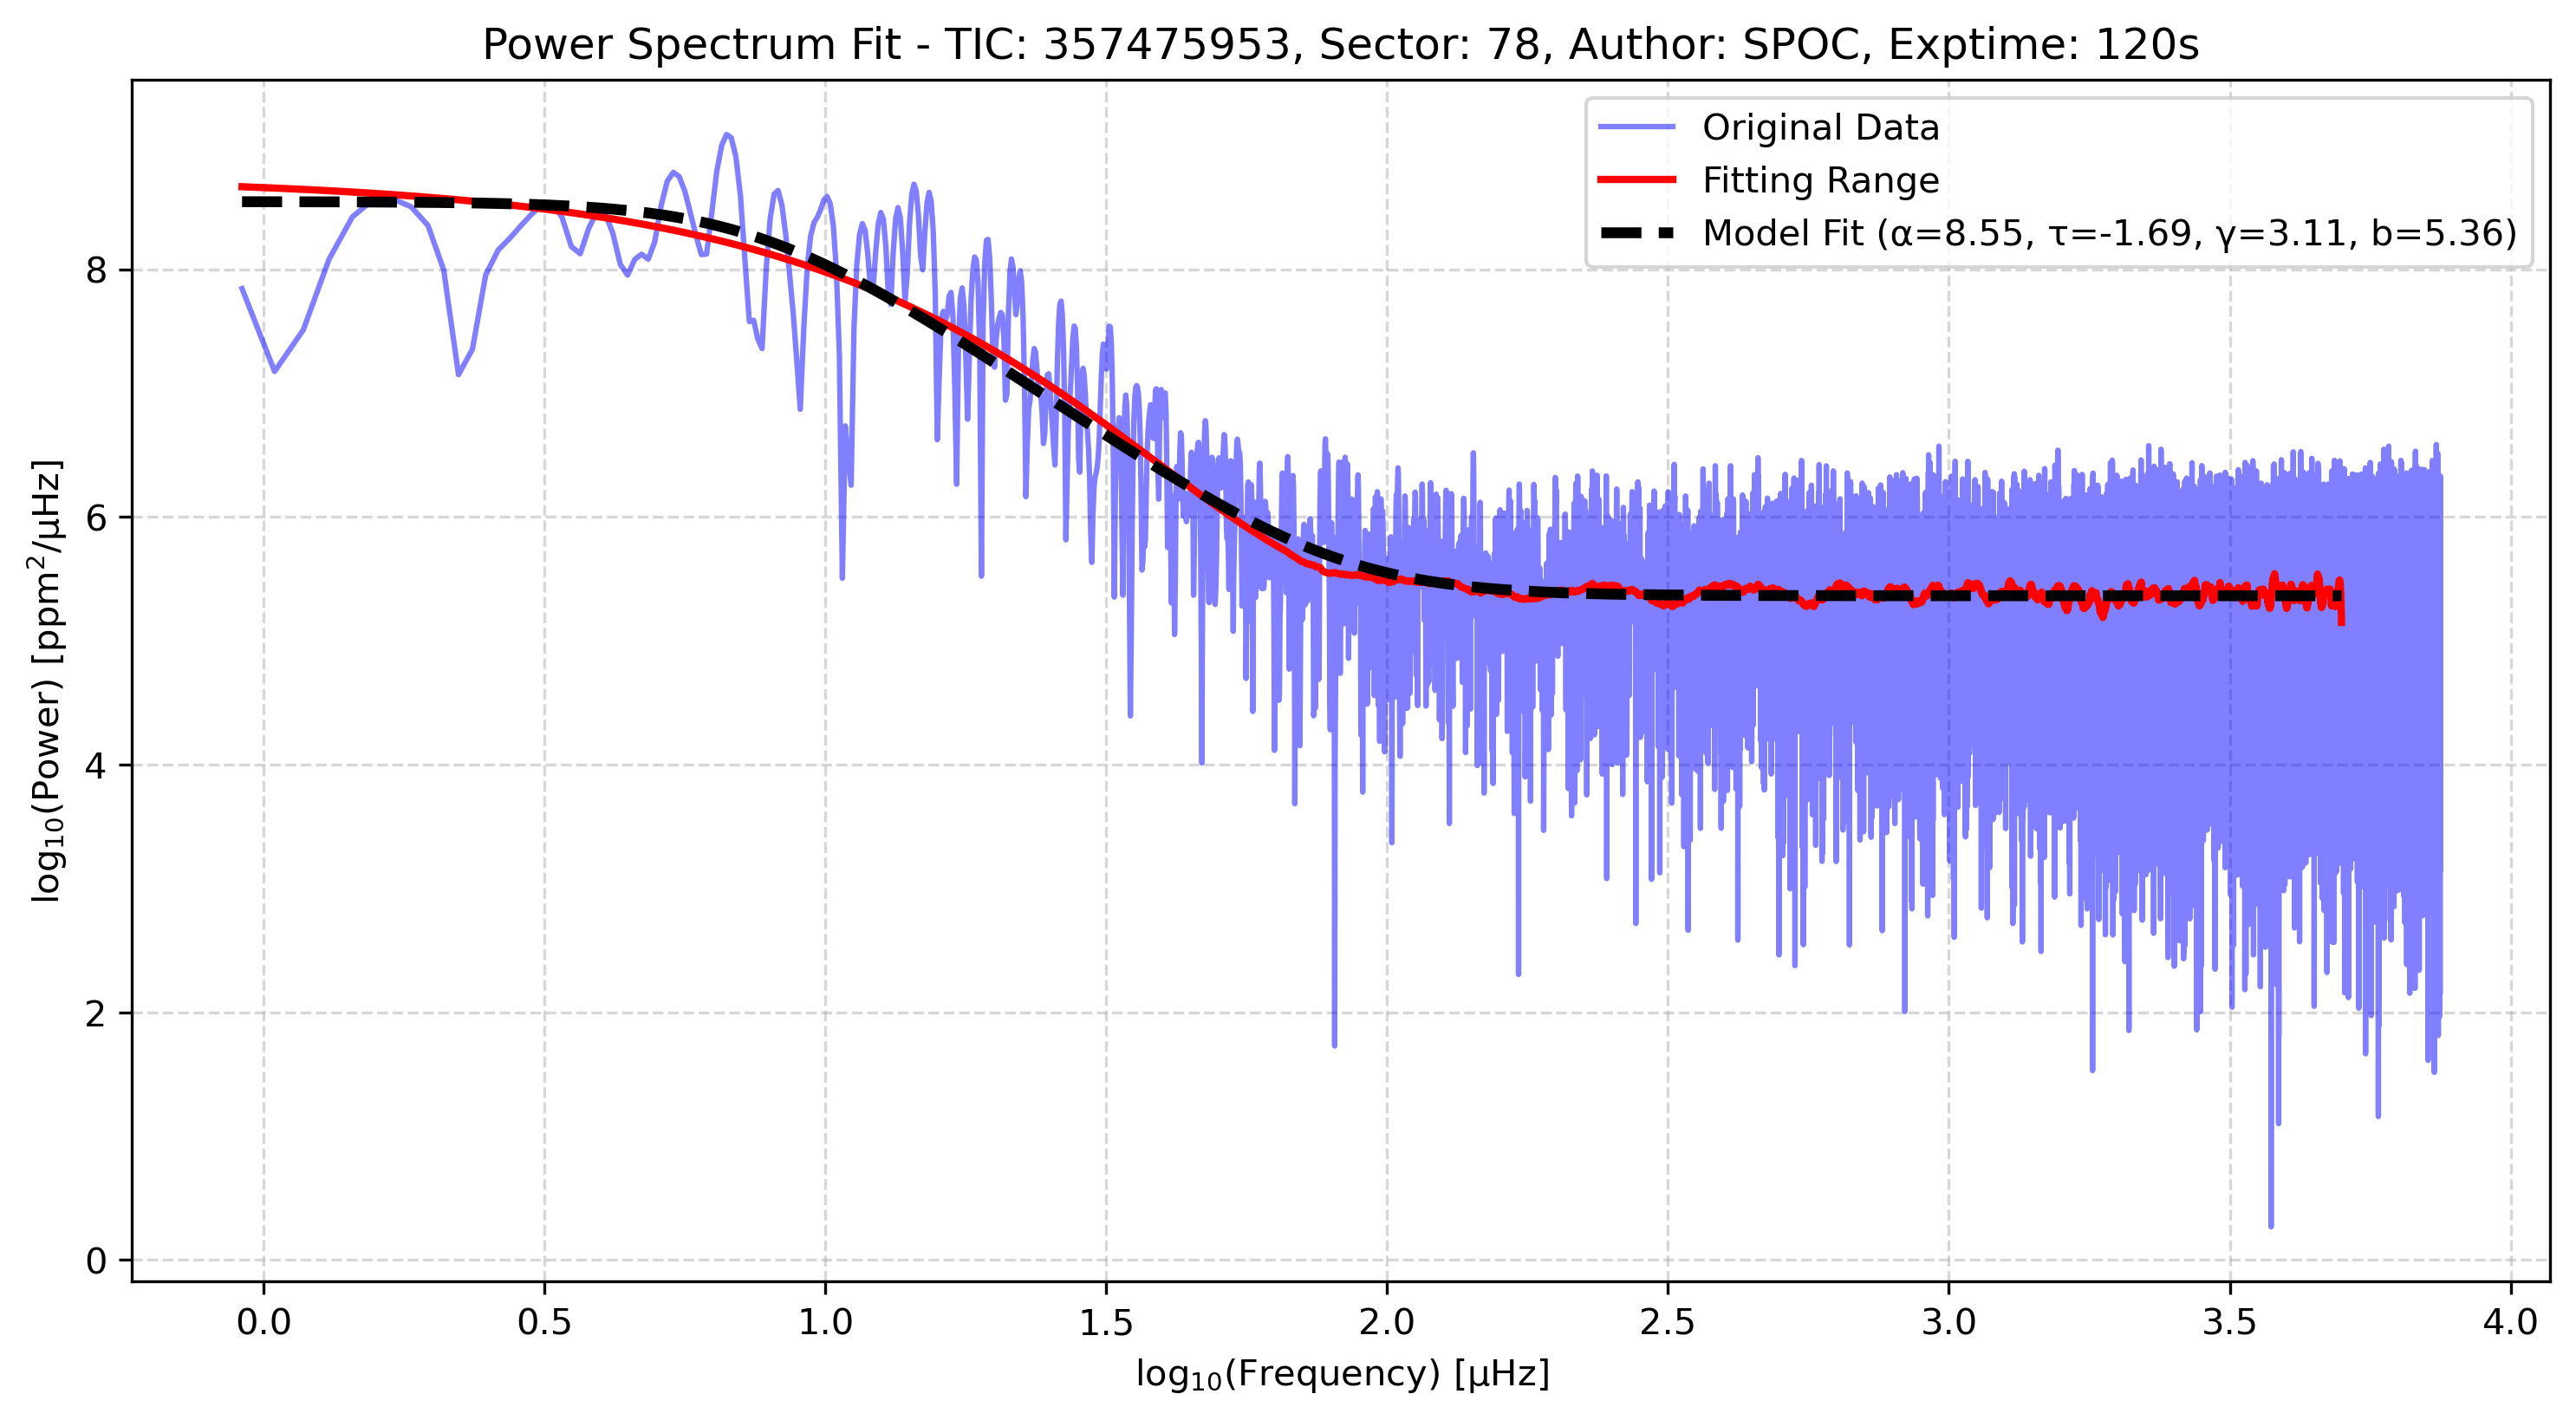 Power Spectrum Fit - TIC: 357475953, Sector: 78, Author: SPOC, Exptime: 120s
Original Data
Fitting Range
Model Fit (α=8.55, τ=-1.69, γ=3.11, b=5.36)
log₁₀(Power) [ppm²/μHz]
8
6
4
2
0
0.0 0.5 1.0 1.5 2.0 2.5 3.0 3.5 4.0
log₁₀(Frequency) [μHz]